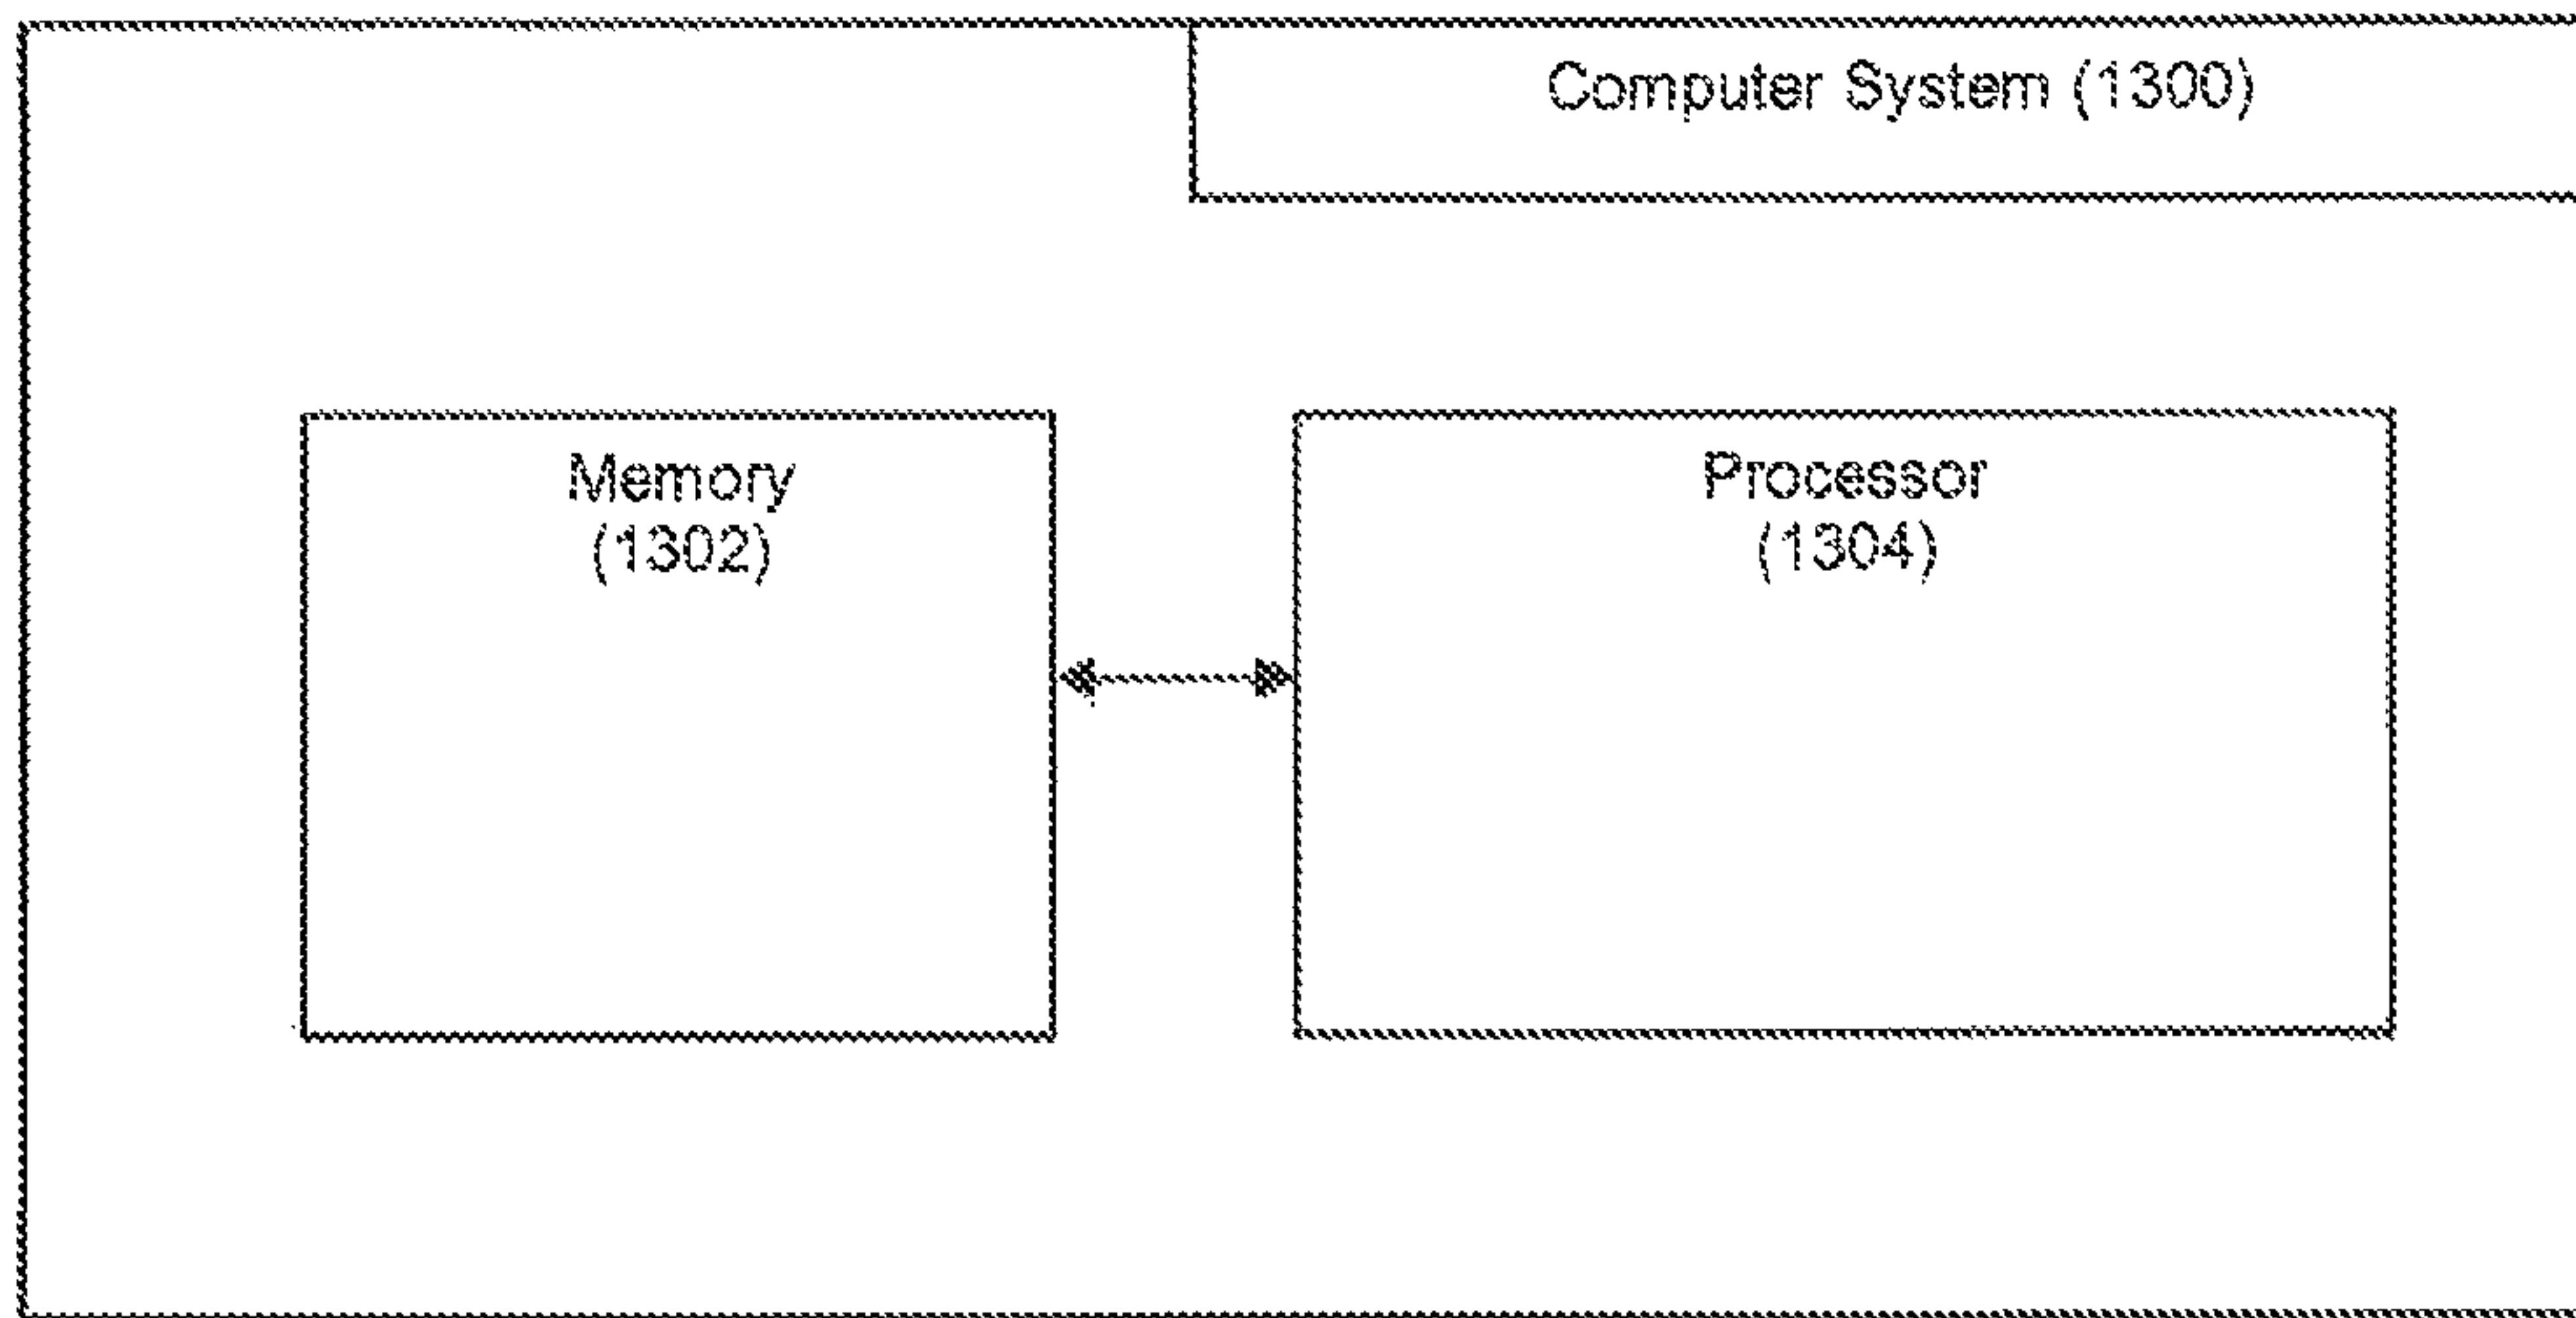 Computer System (1300)
Memory
(1302)
Processor
(1304)